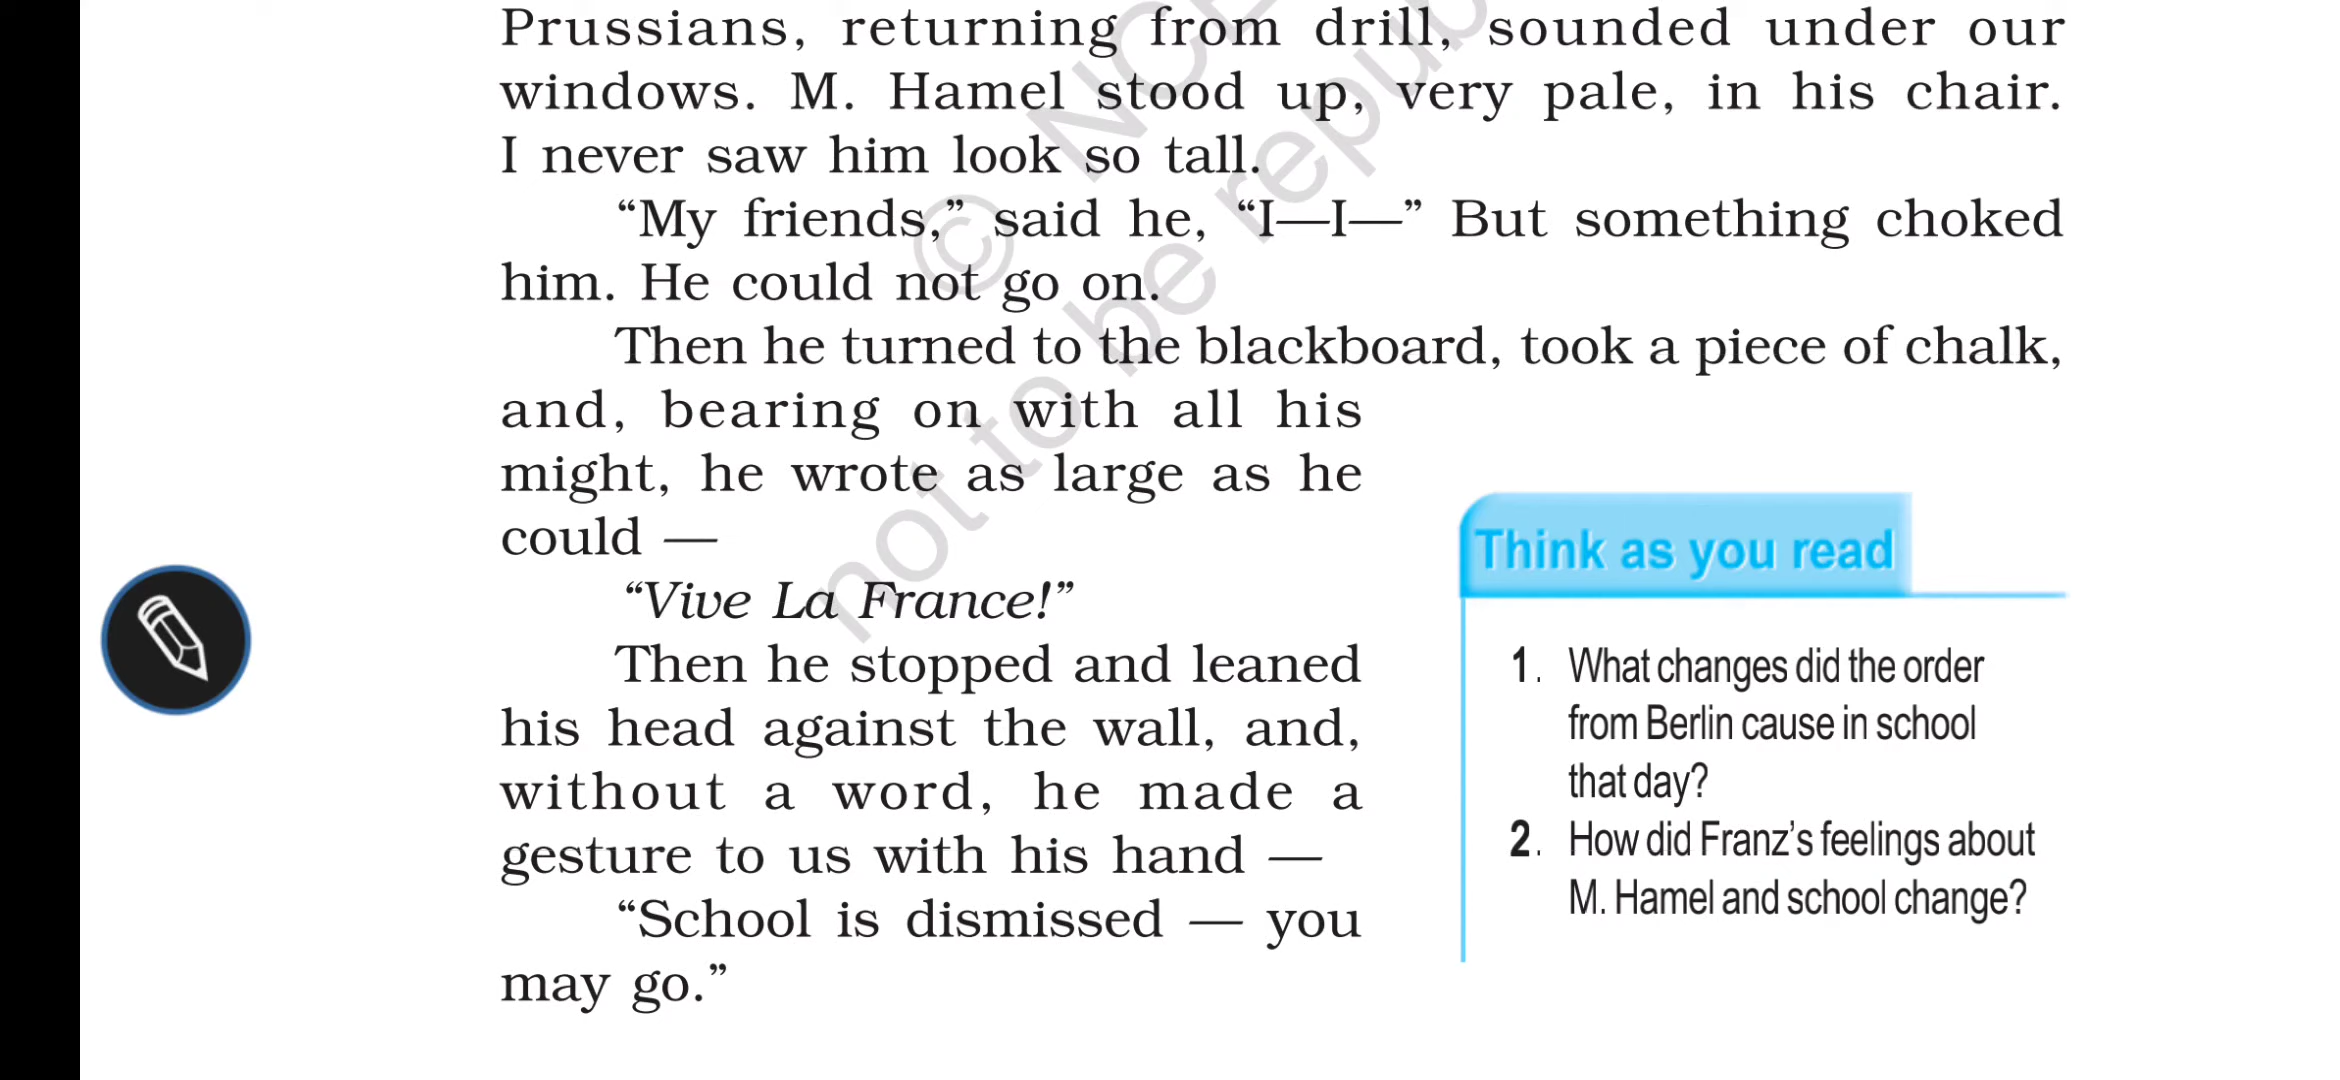 Prussians, returning from drill, sounded under our
windows. M. Hamel stood up, very pale, in his chair.
I never saw him look so tall.
“My friends,” said he, “I—I—” But something choked
him. He could not go on.
Then he turned to the blackboard, took a piece of chalk,
and, bearing on with all his
might, he wrote as large as he
could —
“Vive La France!”
Then he stopped and leaned
his head against the wall, and,
without a word, he made a
gesture to us with his hand —
“School is dismissed — you
may go.”
Think as you read
1. What changes did the order
from Berlin cause in school
that day?
2. How did Franz’s feelings about
M. Hamel and school change?
© NCE
not to be repub